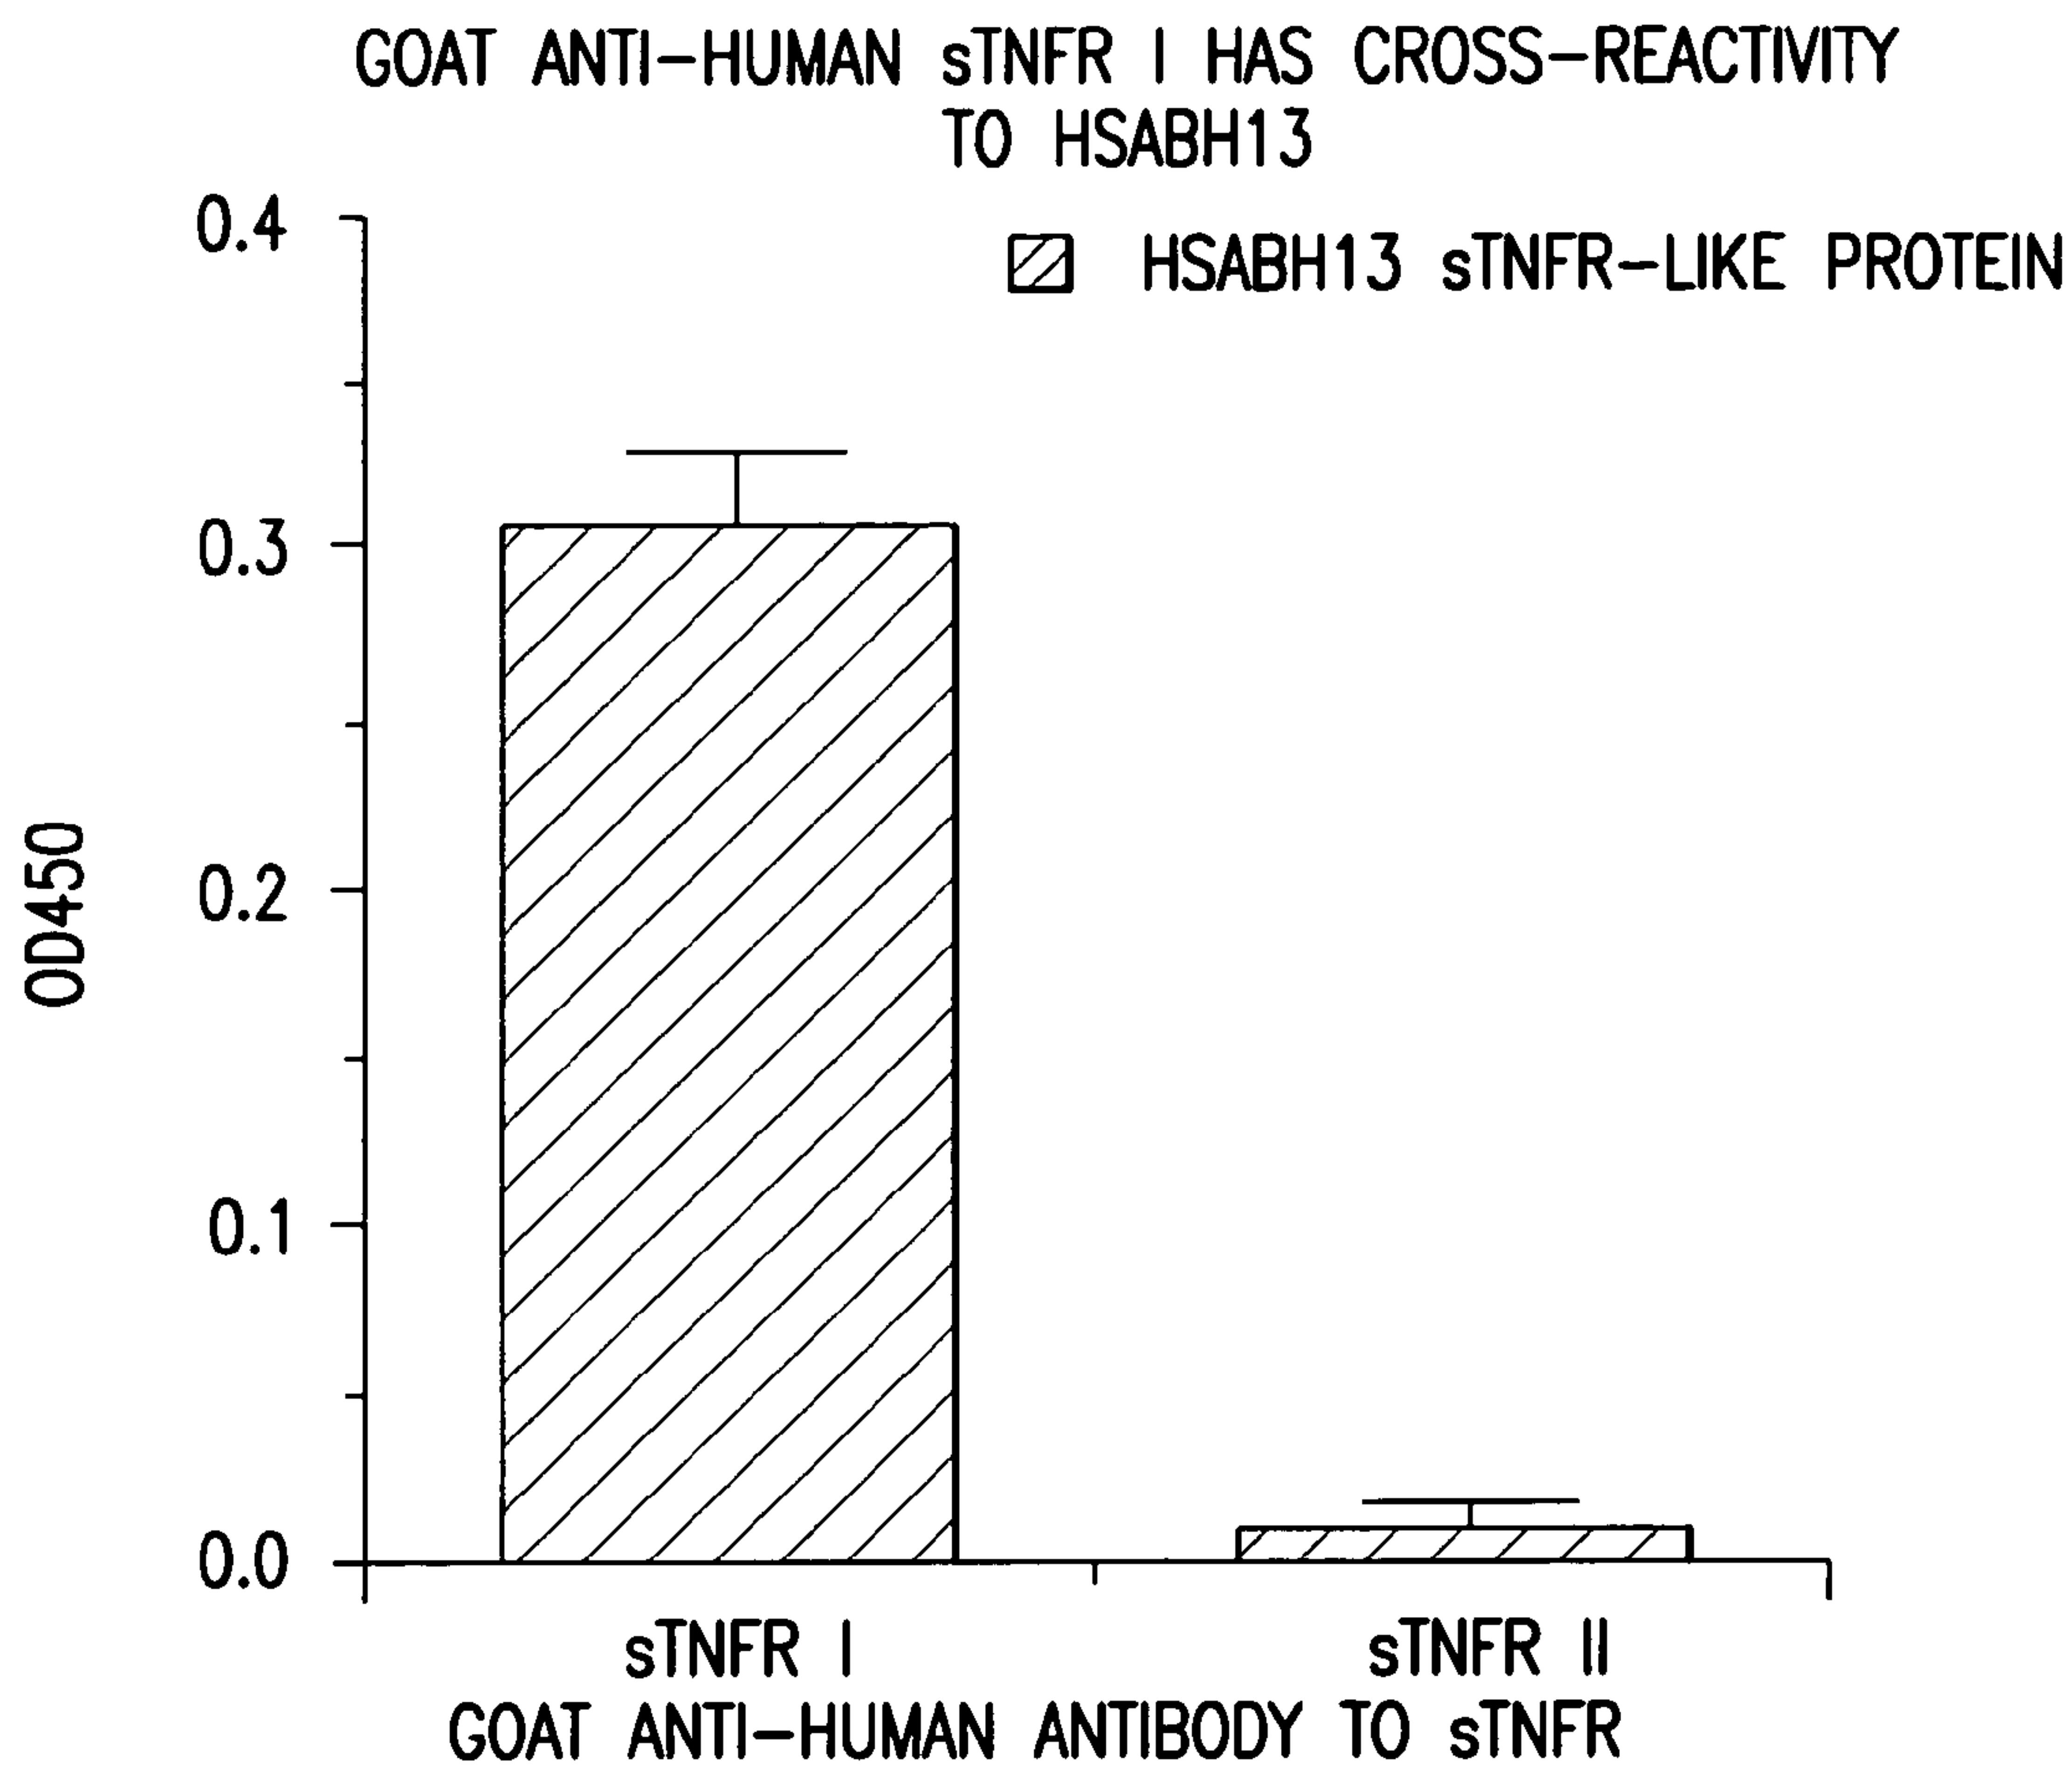 GOAT ANTI-HUMAN sTNFR I HAS CROSS-REACTIVITY
TO HSABH13
0.4
HSABH13 sTNFR-LIKE PROTEIN
0.3
0.2
OD450
0.1
0.0
sTNFR I
sTNFR II
GOAT ANTI-HUMAN ANTIBODY TO sTNFR